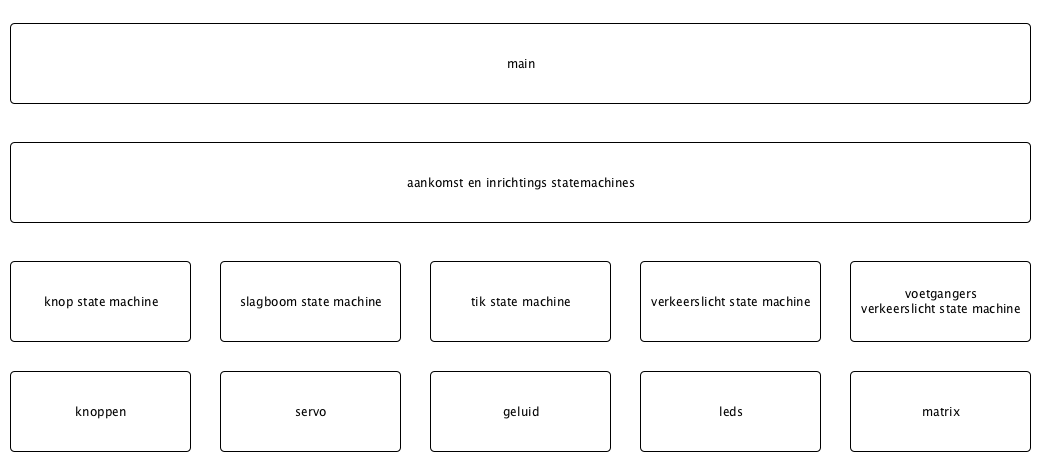 main
aankomst en inrichtings statemachines
knop state machine
slagboom state machine
tik state machine
verkeerslicht state machine
voetgangers
verkeerslicht state machine
knoppen
servo
geluid
leds
matrix